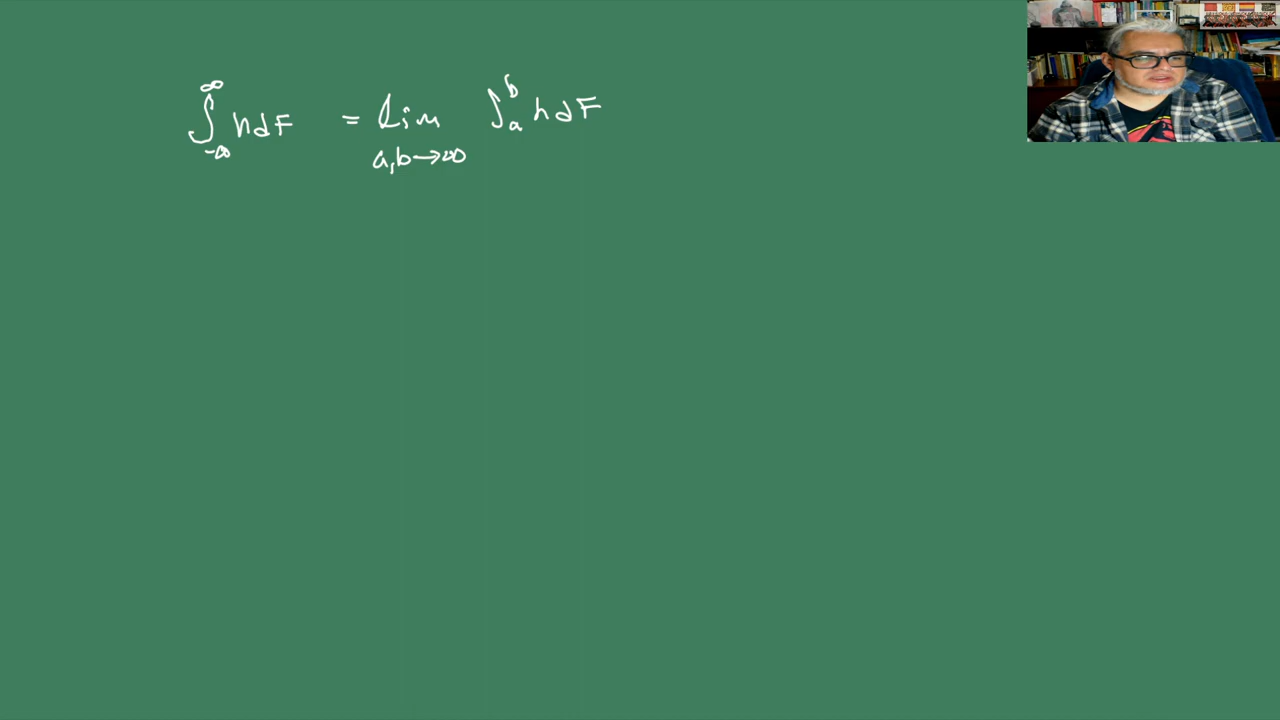 ∫_{-∞}^{∞} h dF = lim_{a,b→∞} ∫_a^b h dF